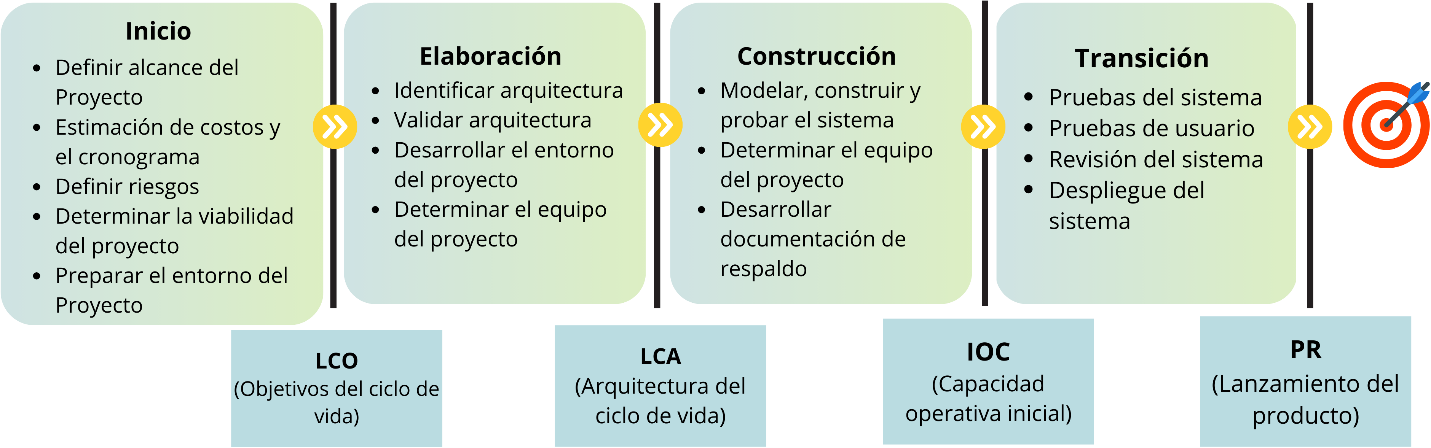 Inicio
• Definir alcance del
Proyecto
• Estimación de costos y
el cronograma
• Definir riesgos
• Determinar la viabilidad
del proyecto
• Preparar el entorno del
Proyecto
Elaboración
• Identificar arquitectura
• Validar arquitectura
• Desarrollar el entorno
del proyecto
• Determinar el equipo
del proyecto
Construcción
• Modelar, construir y
probar el sistema
• Determinar el equipo
del proyecto
• Desarrollar
documentación de
respaldo
Transición
• Pruebas del sistema
• Pruebas de usuario
• Revisión del sistema
• Despliegue del
sistema
LCO
(Objetivos del ciclo de
vida)
LCA
(Arquitectura del
ciclo de vida)
IOC
(Capacidad
operativa inicial)
PR
(Lanzamiento del
producto)